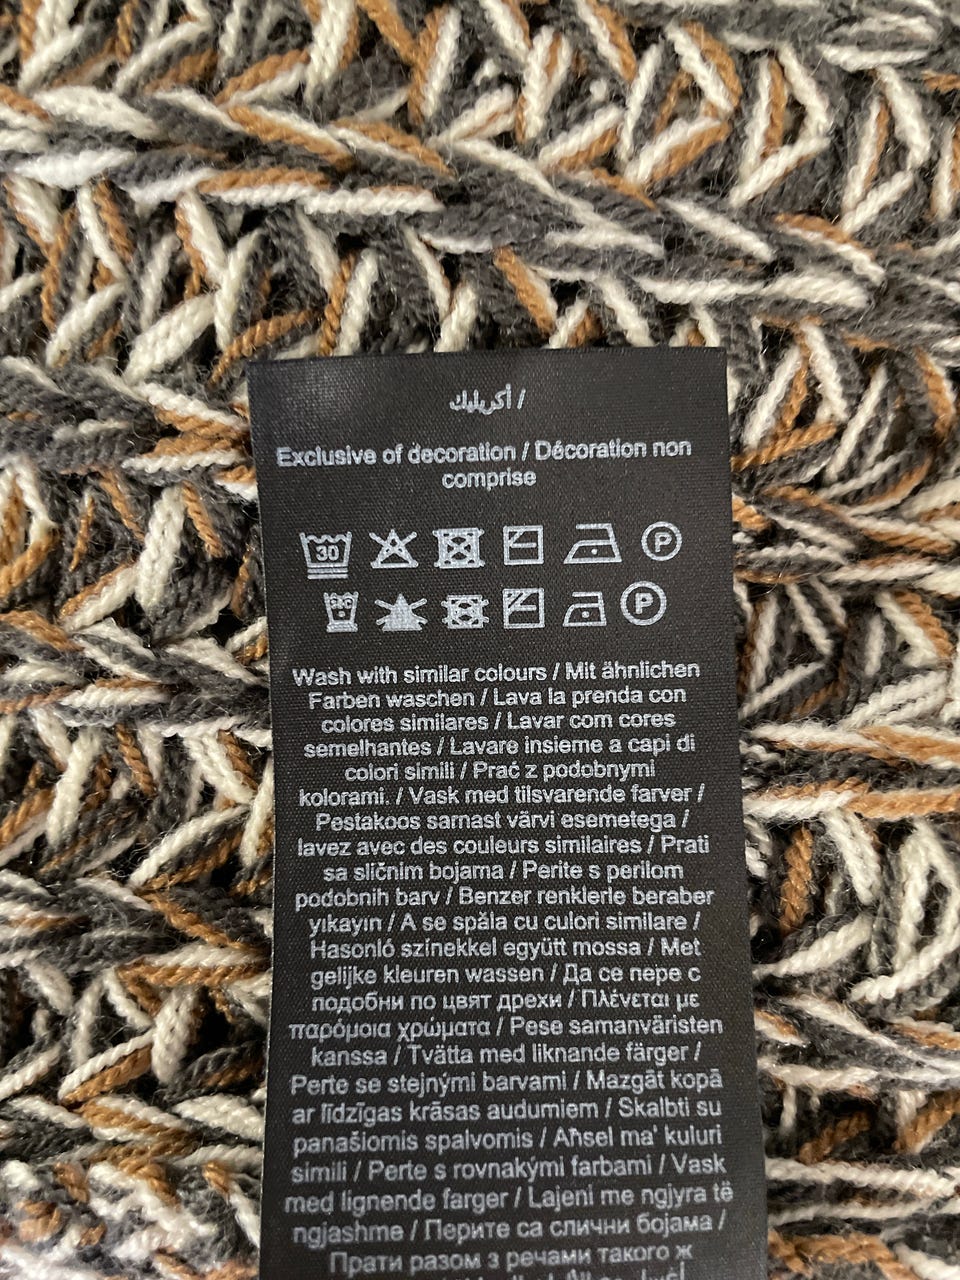 أكريليك /
Exclusive of decoration / Décoration non
comprise
30 P
P
Wash with similar colours / Mit ähnlichen
Farben waschen / Lava la prenda con
colores similares / Lavar com cores
semelhantes / Lavare insieme a capi di
colori simili / Prać z podobnymi
kolorami. / Vask med tilsvarende farver /
Pestakoos sarnast värvi esemetega /
lavez avec des couleurs similaires / Prati
sa sličnim bojama / Perite s perilom
podobnih barv / Benzer renklerle beraber
yıkayın / A se spăla cu culori similare /
Hasonló színekkel együtt mossa / Met
gelijke kleuren wassen / Да се пере с
подобни по цвят дрехи / Πλένεται με
παρόμοια χρώματα / Pese samanväristen
kanssa / Tvätta med liknande färger /
Perte se stejnými barvami / Mazgāt kopā
ar līdzīgas krāsas audumiem / Skalbti su
panašiomis spalvomis / Aħsel ma' kuluri
simili / Perte s rovnakými farbami / Vask
med lignende farger / Lajeni me ngjyra të
ngjashme / Перите са слични бојама /
Прати разом з речами такого ж